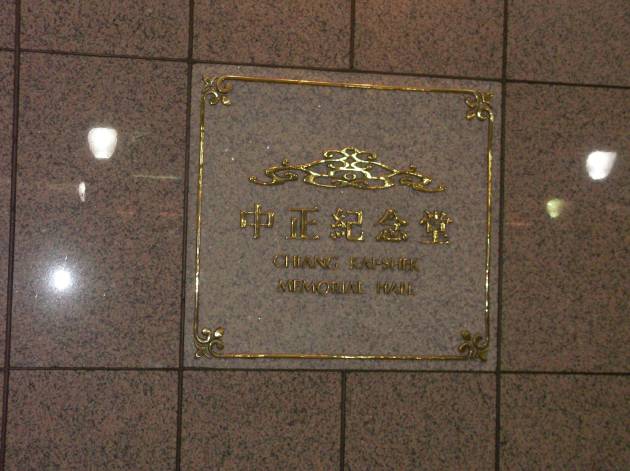 中正紀念堂
CHIANG KAI-SHEK
MEMORIAL HALL